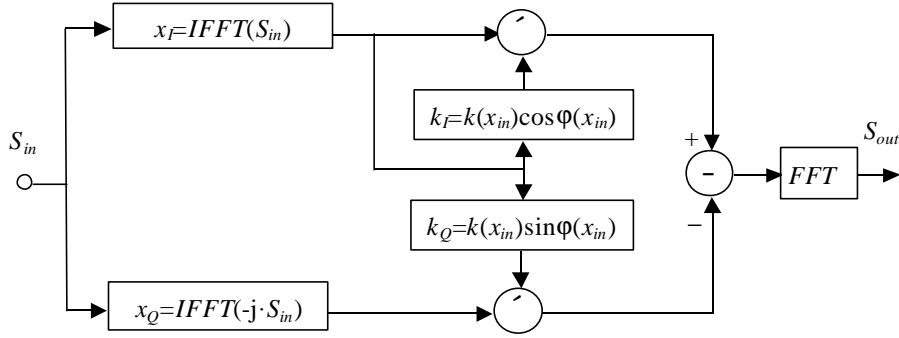 x_I=IFFT(S_in)
´
k_I=k(x_in)cosφ(x_in)
S_in
+
-
FFT
S_out
k_Q=k(x_in)sinφ(x_in)
−
x_Q=IFFT(-j·S_in)
´